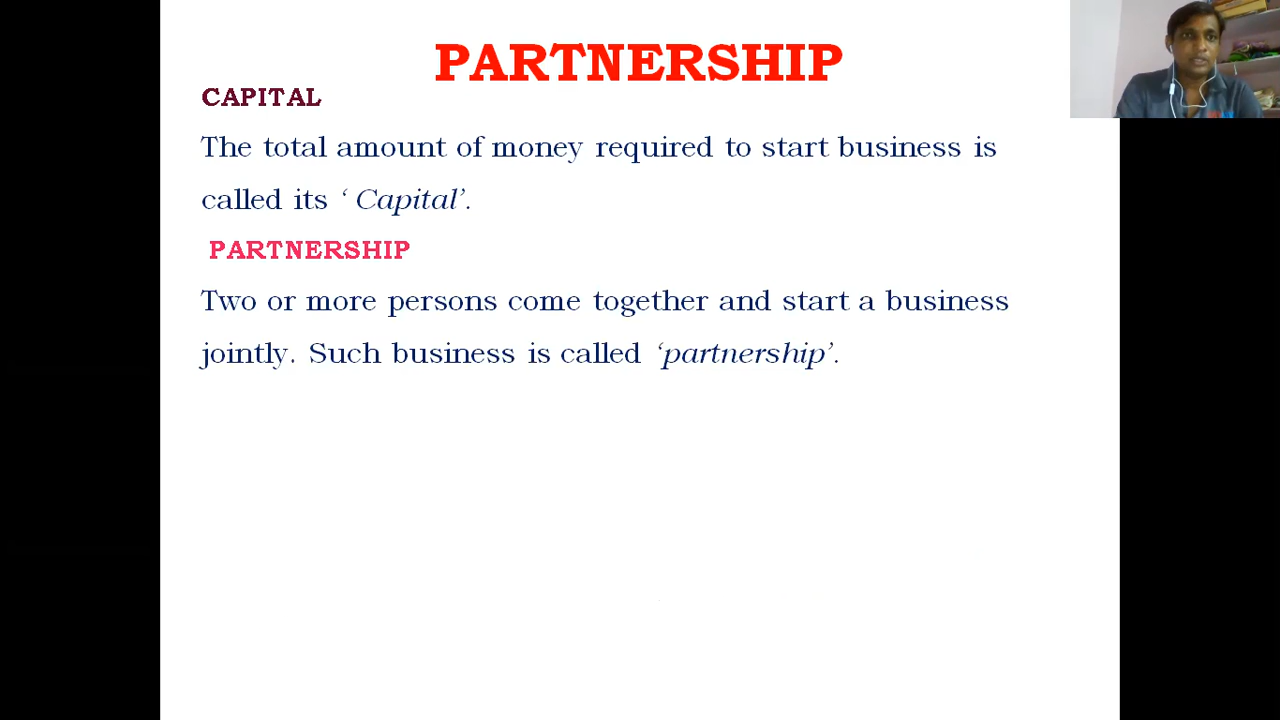 PARTNERSHIP
CAPITAL
The total amount of money required to start business is
called its ‘ Capital’.
PARTNERSHIP
Two or more persons come together and start a business
jointly. Such business is called ‘partnership’.